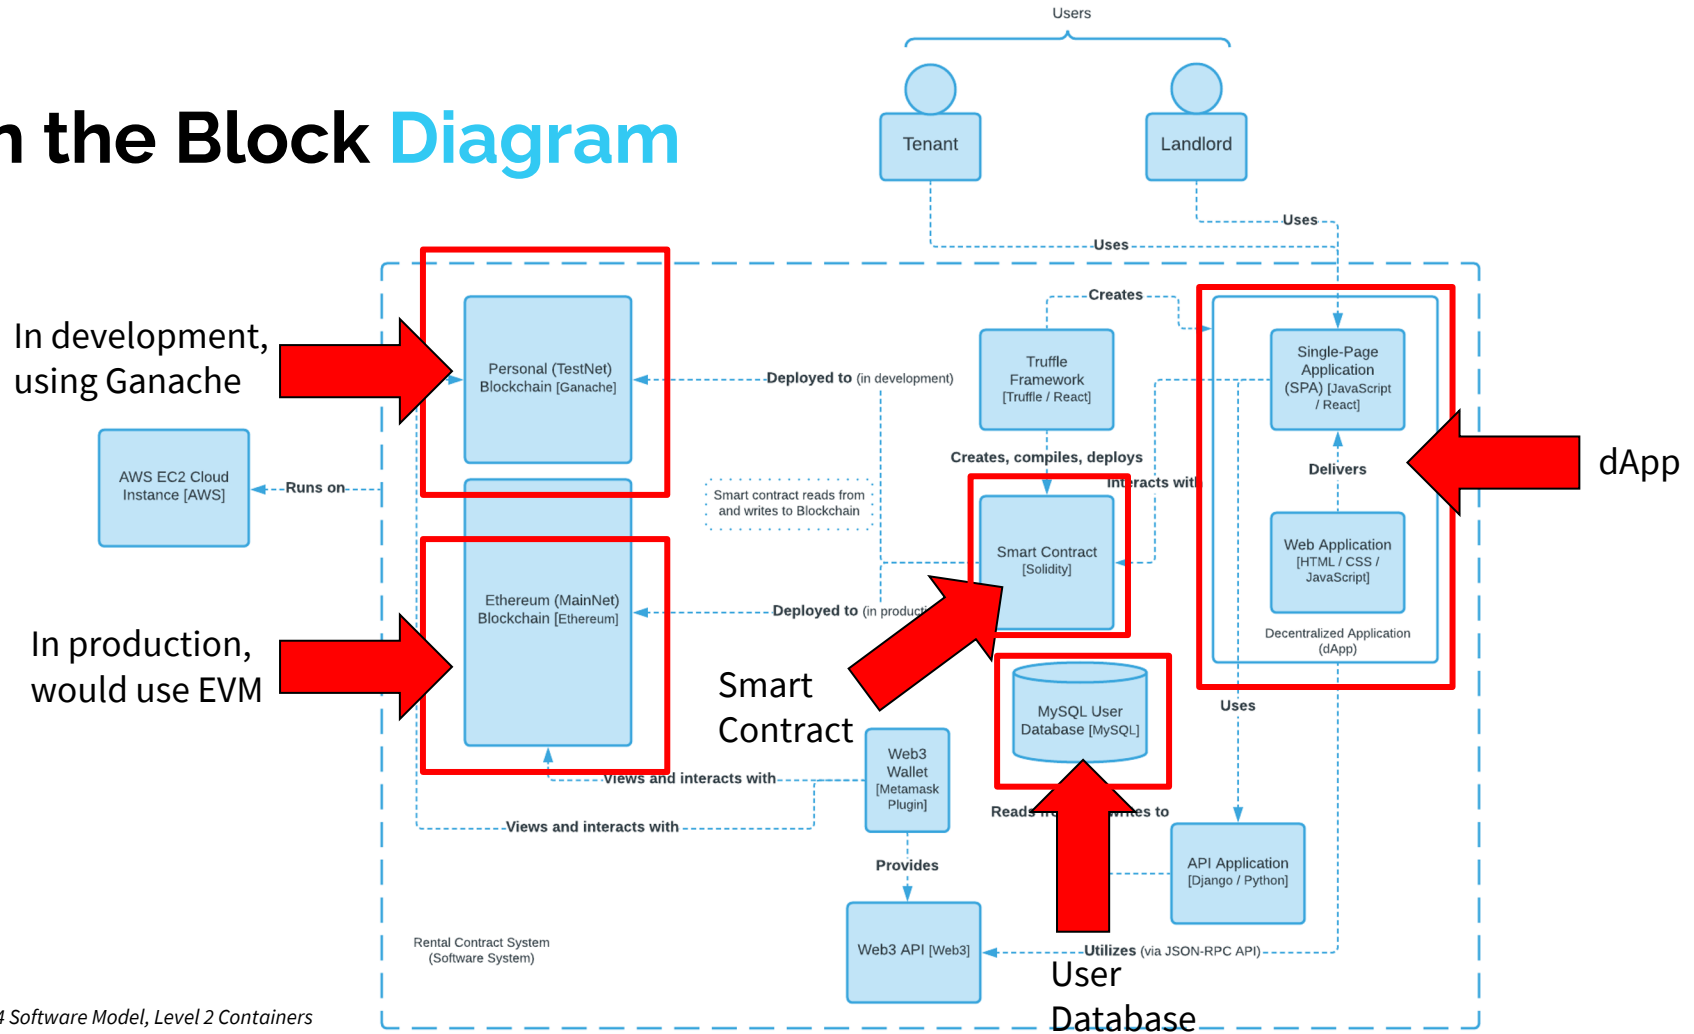 Users
n the Block Diagram
Tenant
Landlord
Uses
Uses
Creates
In development,
using Ganache
Personal (TestNet)
Blockchain [Ganache]
Deployed to (in development)
Truffle
Framework
[Truffle / React]
Single-Page
Application
(SPA) [JavaScript
/ React]
dApp
AWS EC2 Cloud
Instance [AWS]
Runs on
Creates, compiles, deploys
Delivers
Interacts with
Smart contract reads from
and writes to Blockchain
Smart Contract
[Solidity]
Web Application
[HTML / CSS /
JavaScript]
Ethereum (MainNet)
Blockchain [Ethereum]
Deployed to (in producti
Decentralized Application
(dApp)
In production,
would use EVM
Smart
Contract
MySQL User
Database [MySQL]
Uses
Web3
Wallet
[Metamask
Plugin]
Views and interacts with
Views and interacts with
Reads to
Provides
API Application
[Django / Python]
Web3 API [Web3]
Utilizes (via JSON-RPC API)
Rental Contract System
(Software System)
User
Database
4 Software Model, Level 2 Containers